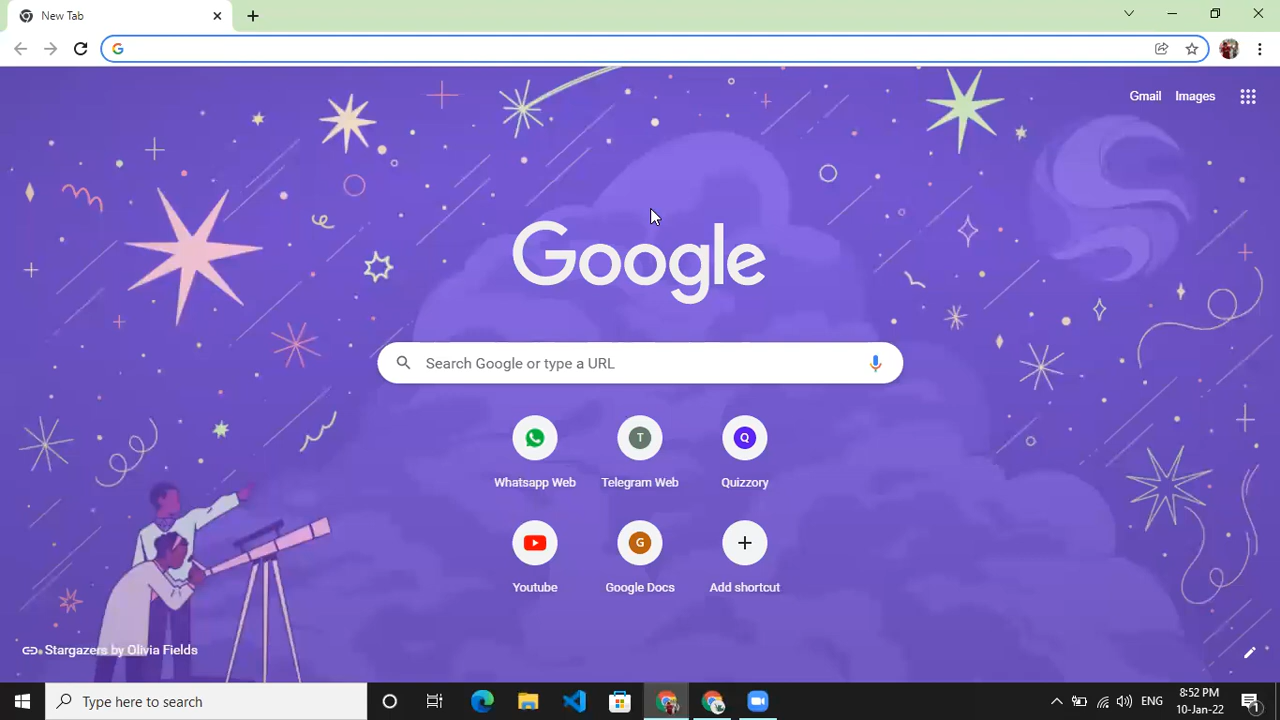 New Tab
Gmail Images
Google
Search Google or type a URL
T Q
Whatsapp Web Telegram Web Quizzory
G
Youtube Google Docs Add shortcut
Stargazers by Olivia Fields
Type here to search
ENG
8:52 PM
10-Jan-22
1